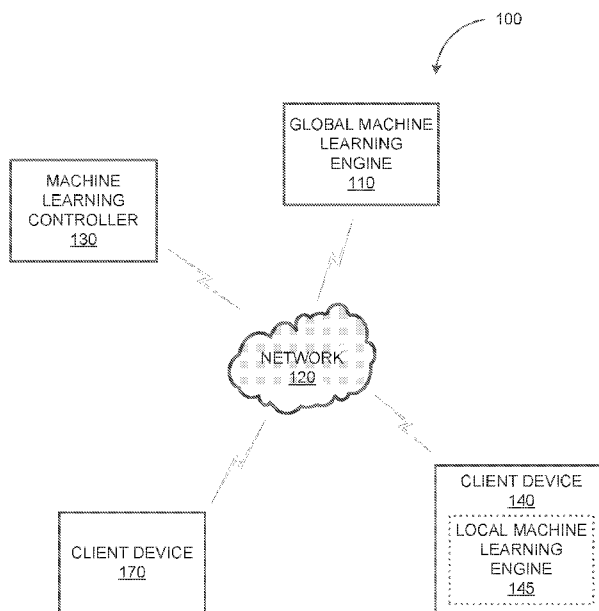 100
GLOBAL MACHINE
LEARNING
ENGINE
110
MACHINE
LEARNING
CONTROLLER
130
NETWORK
120
CLIENT DEVICE
170
CLIENT DEVICE
140
LOCAL MACHINE
LEARNING
ENGINE
145